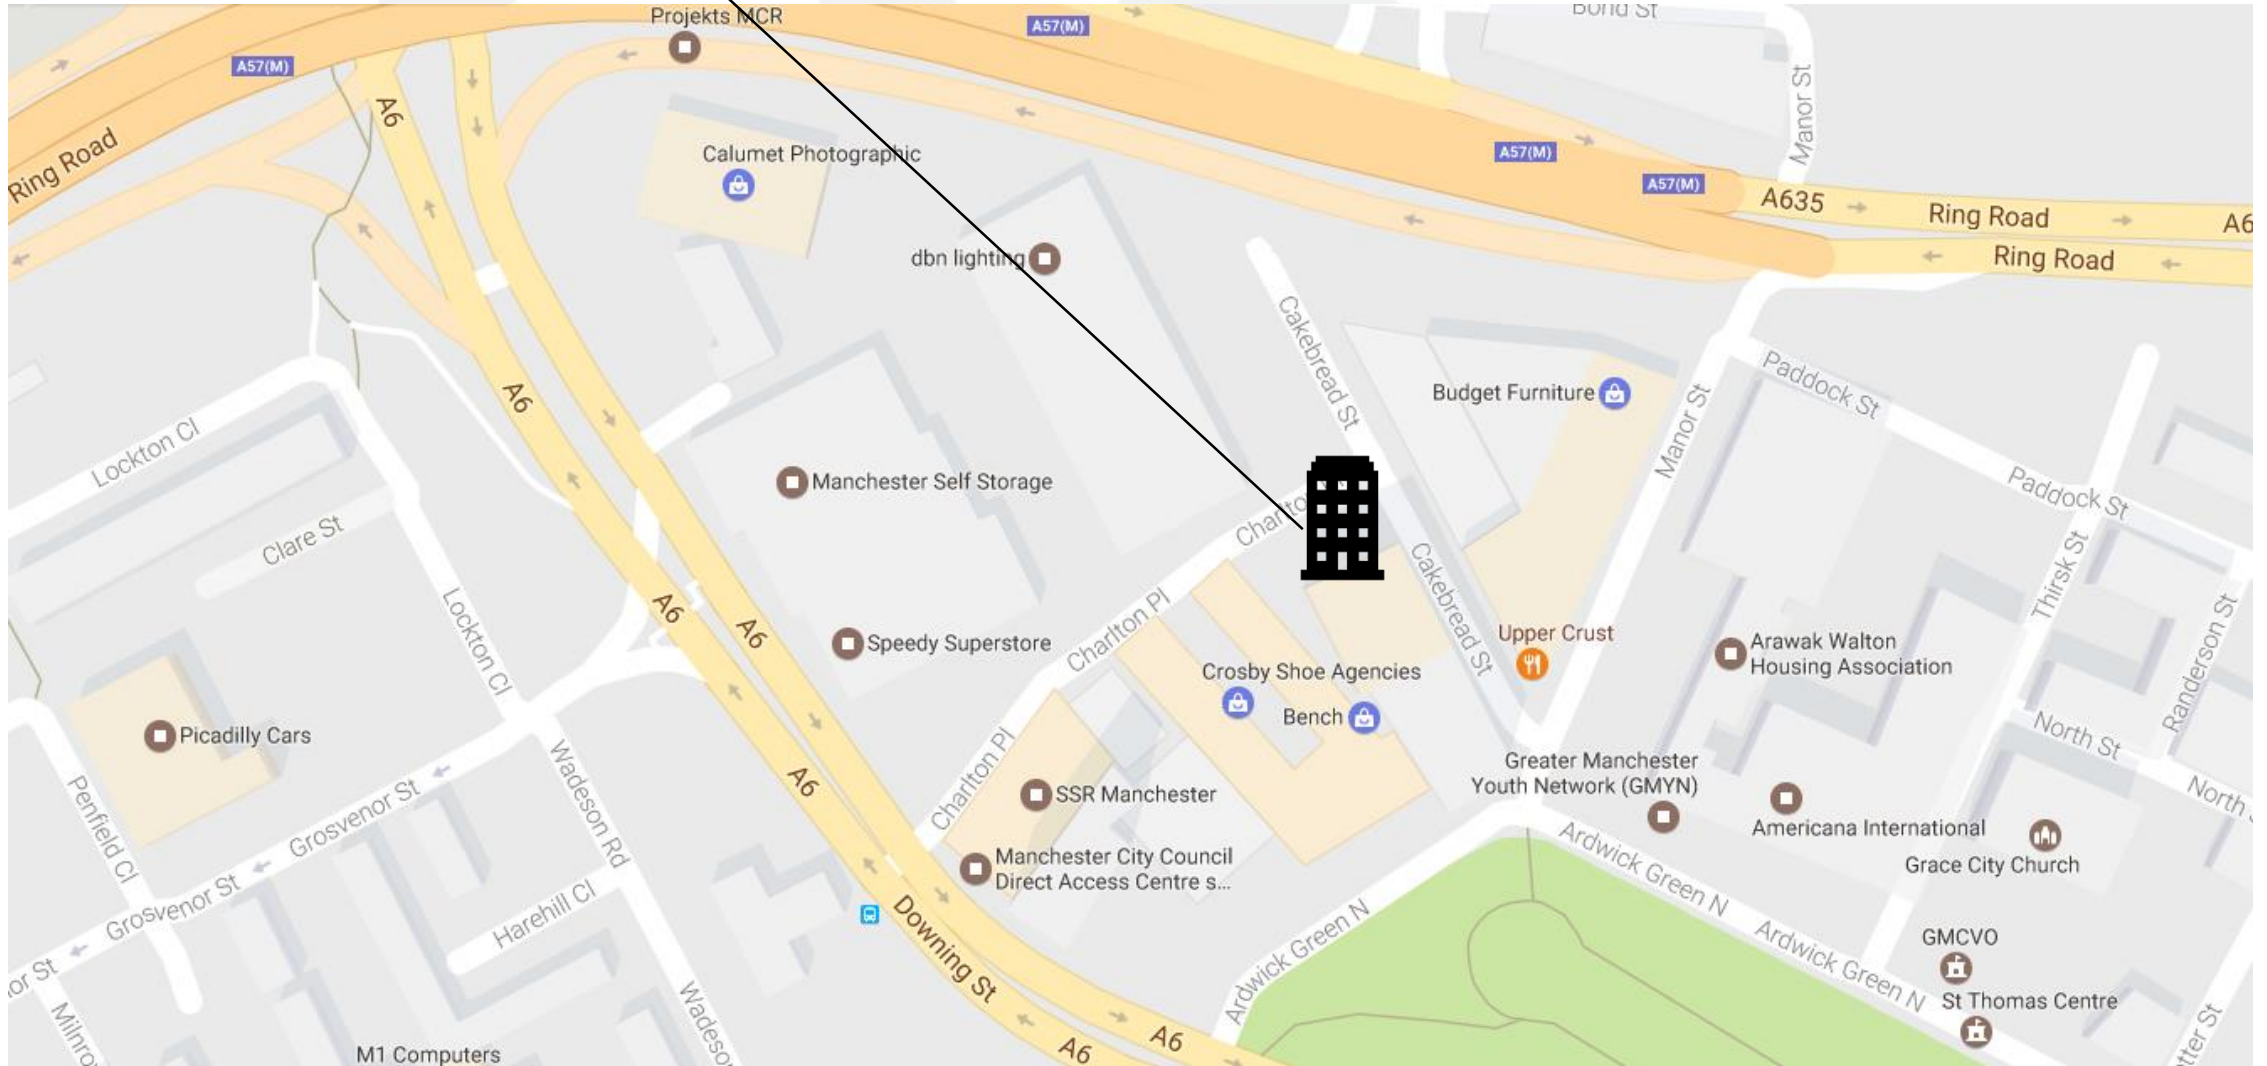 Projekts MCR
A57(M)
Bond St
A57(M)
A6
Manor St
Ring Road
Calumet Photographic
A57(M)
A57(M)
A635
Ring Road
A6
Ring Road
dbn lighting
Cakebread St
Budget Furniture
Manor St
Paddock St
A6
Lockton Cl
Manchester Self Storage
Paddock St
Clare St
Charlton
Thirsk St
Cakebread St
Lockton Cl
A6
A6
Charlton Pl
Speedy Superstore
Upper Crust
Arawak Walton
Housing Association
Randerson St
Crosby Shoe Agencies
Bench
Picadilly Cars
North St
Wadeson Rd
Charlton Pl
A6
SSR Manchester
Greater Manchester
Youth Network (GMYN)
North
Penfield Cl
Grosvenor St
Americana International
Grace City Church
Manchester City Council
Direct Access Centre s...
Ardwick Green N
Grosvenor St
Harehill Cl
Downing St
Ardwick Green N
Ardwick Green N
GMCVO
St Thomas Centre
or St
Milnro
Wadeso
tter St
M1 Computers
A6
A6